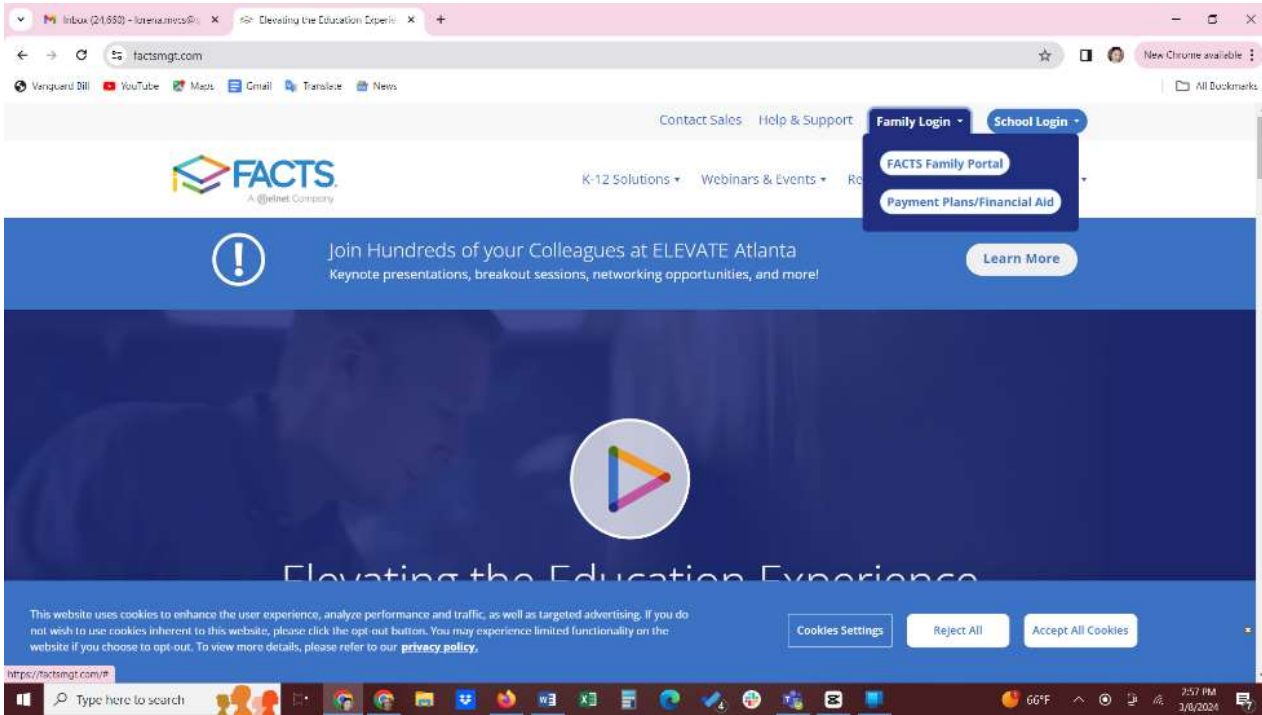 Inbox (24,650) - lorena.mvcs@
Elevating the Education Experie
factsmgt.com
New Chrome available
Vanguard Bill
YouTube
Maps
Gmail
Translate
News
All Bookmarks
Contact Sales
Help & Support
Family Login
School Login
FACTS Family Portal
Payment Plans/Financial Aid
FACTS
A nelnet Company
K-12 Solutions
Webinars & Events
Re
Join Hundreds of your Colleagues at ELEVATE Atlanta
Keynote presentations, breakout sessions, networking opportunities, and more!
Learn More
Elevating the Education Experience
This website uses cookies to enhance the user experience, analyze performance and traffic, as well as targeted advertising. If you do
not wish to use cookies inherent to this website, please click the opt-out button. You may experience limited functionality on the
website if you choose to opt-out. To view more details, please refer to our privacy policy.
Cookies Settings
Reject All
Accept All Cookies
https://factsmgt.com/#
Type here to search
66°F
2:57 PM
3/8/2024